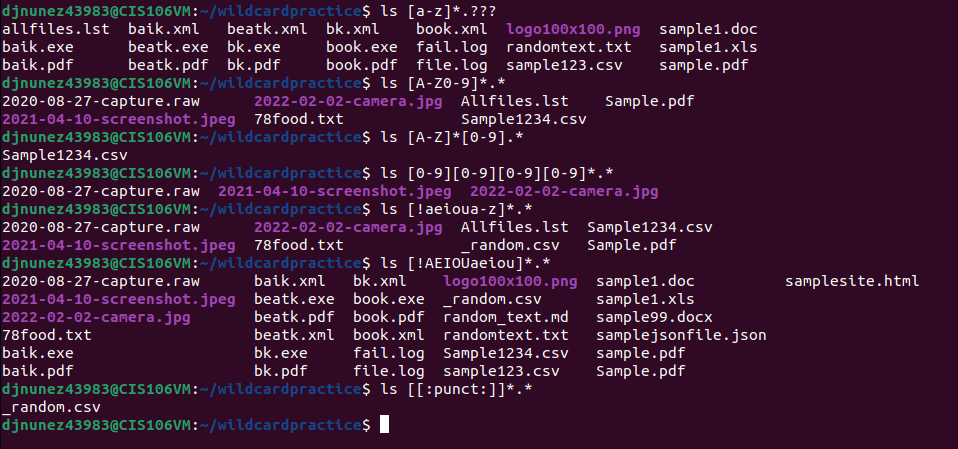 djnunez43983@CIS106VM:~/wildcardpractice$ ls [a-z]*.???
allfiles.lst  baik.xml   beatk.xml  bk.xml    book.xml  logo100x100.png  sample1.doc
baik.exe      beatk.exe  bk.exe     book.exe  fail.log  randomtext.txt   sample1.xls
baik.pdf      beatk.pdf  bk.pdf     book.pdf  file.log  sample123.csv    sample.pdf
djnunez43983@CIS106VM:~/wildcardpractice$ ls [A-Z0-9]*.*
2020-08-27-capture.raw      2022-02-02-camera.jpg  Allfiles.lst    Sample.pdf
2021-04-10-screenshot.jpeg  78food.txt             Sample1234.csv
djnunez43983@CIS106VM:~/wildcardpractice$ ls [A-Z]*[0-9].*
Sample1234.csv
djnunez43983@CIS106VM:~/wildcardpractice$ ls [0-9][0-9][0-9][0-9]*.*
2020-08-27-capture.raw  2021-04-10-screenshot.jpeg  2022-02-02-camera.jpg
djnunez43983@CIS106VM:~/wildcardpractice$ ls [!aeioua-z]*.*
2020-08-27-capture.raw      2022-02-02-camera.jpg  Allfiles.lst  Sample1234.csv
2021-04-10-screenshot.jpeg  78food.txt             _random.csv   Sample.pdf
djnunez43983@CIS106VM:~/wildcardpractice$ ls [!AEIOUaeiou]*.*
2020-08-27-capture.raw      baik.xml   bk.xml    logo100x100.png  sample1.doc          samplesite.html
2021-04-10-screenshot.jpeg  beatk.exe  book.exe  _random.csv      sample1.xls
2022-02-02-camera.jpg       beatk.pdf  book.pdf  random_text.md   sample99.docx
78food.txt                  beatk.xml  book.xml  randomtext.txt   samplejsonfile.json
baik.exe                    bk.exe     fail.log  Sample1234.csv   sample.pdf
baik.pdf                    bk.pdf     file.log  sample123.csv    Sample.pdf
djnunez43983@CIS106VM:~/wildcardpractice$ ls [[:punct:]]*.*
_random.csv
djnunez43983@CIS106VM:~/wildcardpractice$